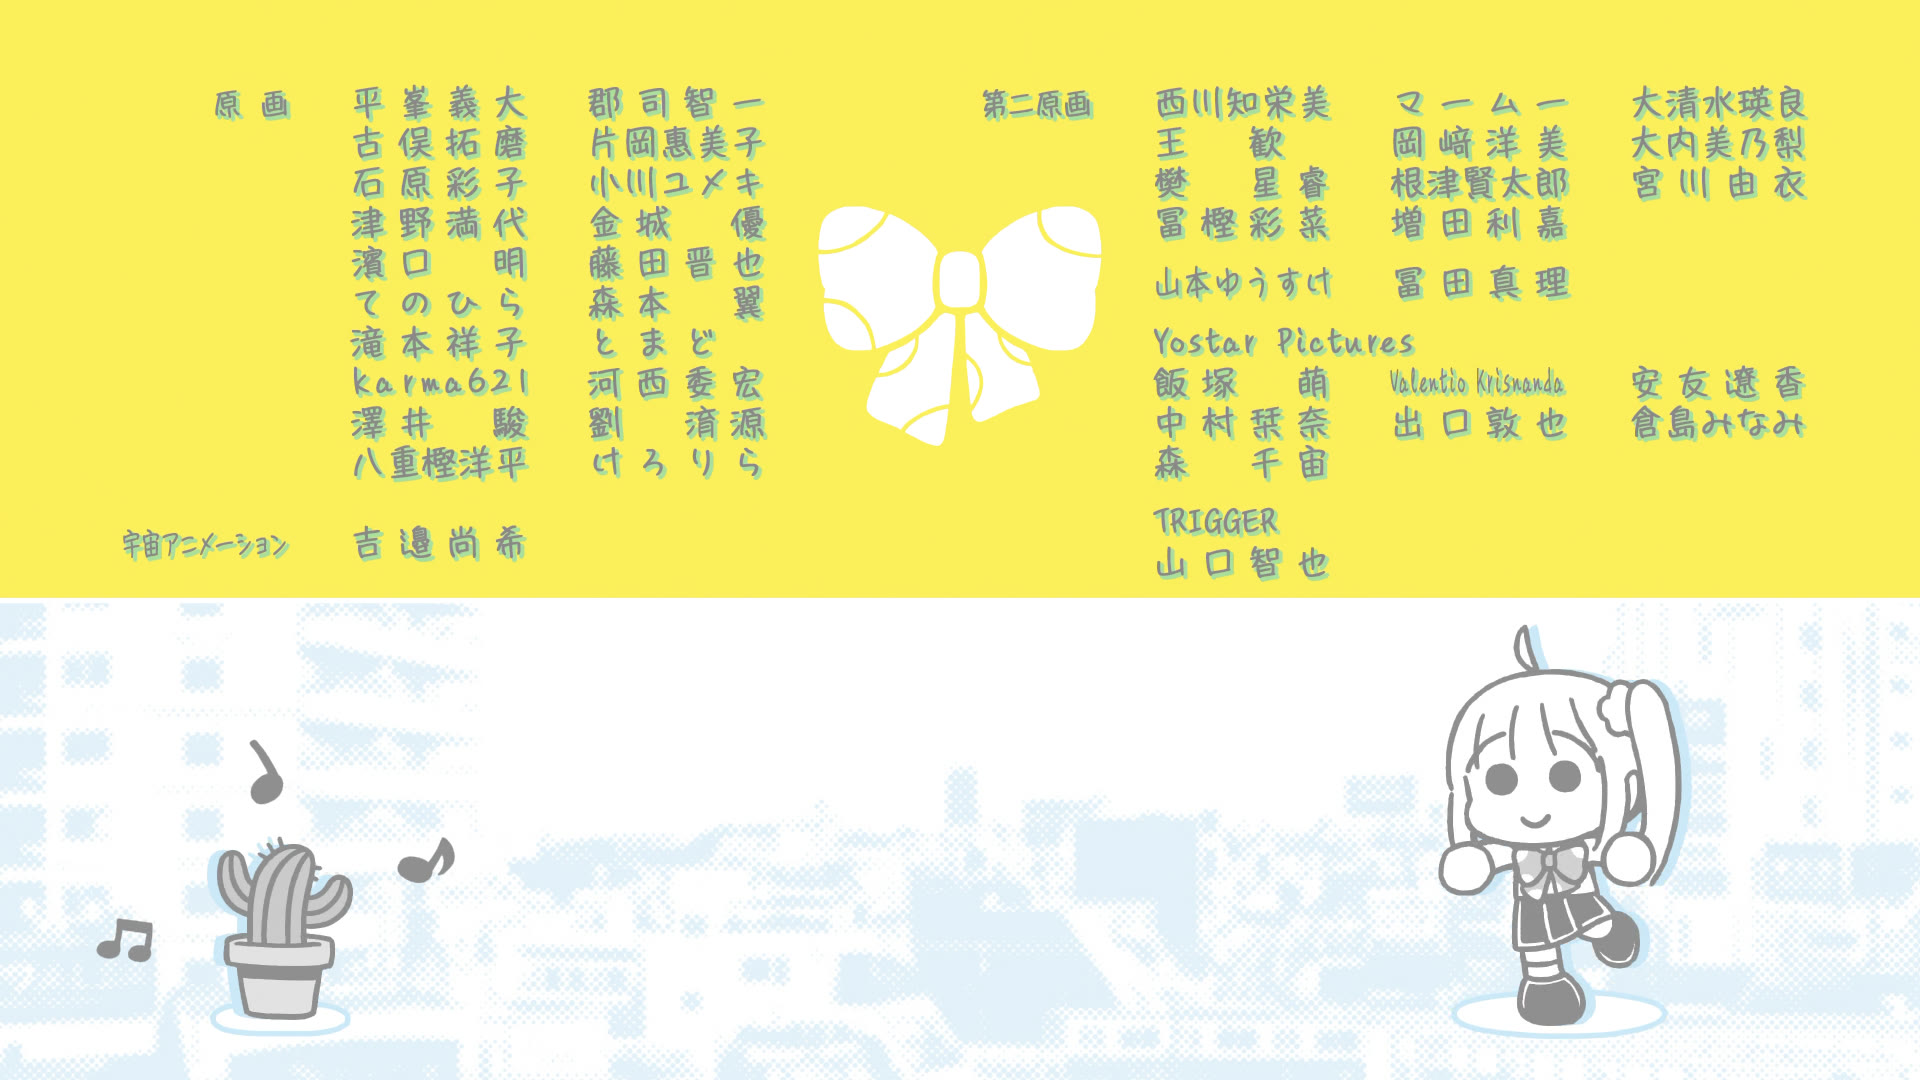 原画 平峯義大 郡司智一
古俣拓磨 片岡惠美子
石原彩子 小川ユメキ
津野満代 金城優
濱口明 藤田晋也
てのひら 森本翼
滝本祥子 とまど
karma621 河西委宏
澤井駿 劉淯源
八重樫洋平 けろりら
宇宙アニメーション 吉邉尚希
第二原画 西川知栄美 マームー 大清水瑛良
王歓 岡﨑洋美 大内美乃梨
樊星睿 根津賢太郎 宮川由衣
冨樫彩菜 増田利嘉
山本ゆうすけ 冨田真理
Yostar Pictures
飯塚萌 Valentio Krisnanda 安友遼香
中村栞奈 出口敦也 倉島みなみ
森千宙
TRIGGER
山口智也